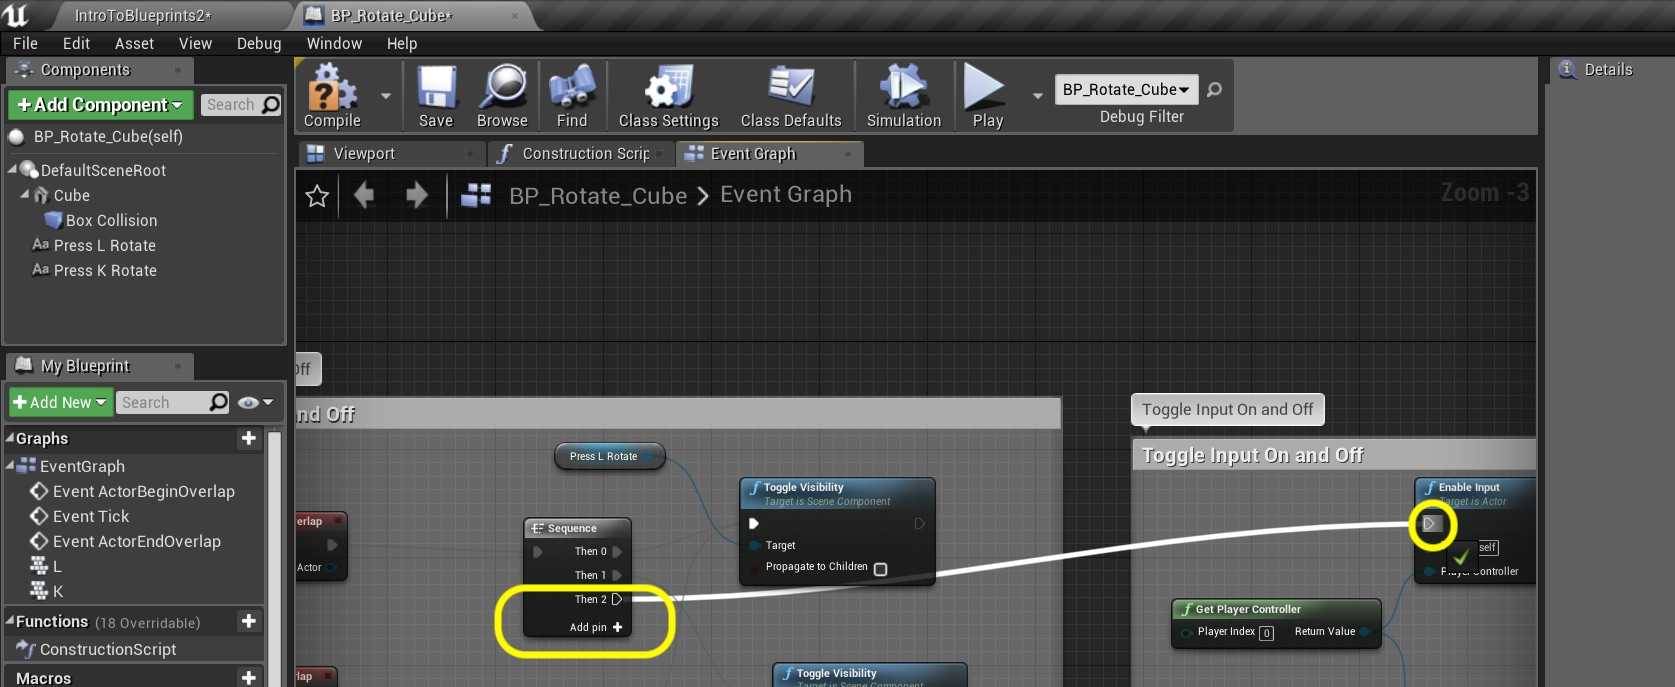 IntroToBlueprints2*
BP_Rotate_Cube*
File Edit Asset View Debug Window Help
Components
Add Component
Search
BP_Rotate_Cube(self)
DefaultSceneRoot
Cube
Box Collision
Press L Rotate
Press K Rotate
Compile
Save
Browse
Find
Class Settings
Class Defaults
Simulation
Play
BP_Rotate_Cube
Debug Filter
Details
Viewport
Construction Scrip
Event Graph
BP_Rotate_Cube > Event Graph
Zoom -3
My Blueprint
Add New
Search
Graphs
EventGraph
Event ActorBeginOverlap
Event Tick
Event ActorEndOverlap
L
K
Functions (18 Overridable)
ConstructionScript
Macros
Off
and Off
Press L Rotate
Toggle Visibility
Target is Scene Component
Target
Propagate to Children
Sequence
Then 0
Then 1
Then 2
Add pin +
erlap
Actor
lap
Toggle Visibility
Target is Scene Component
Toggle Input On and Off
Toggle Input On and Off
Enable Input
Target is Actor
self
Player Controller
Get Player Controller
Player Index 0
Return Value